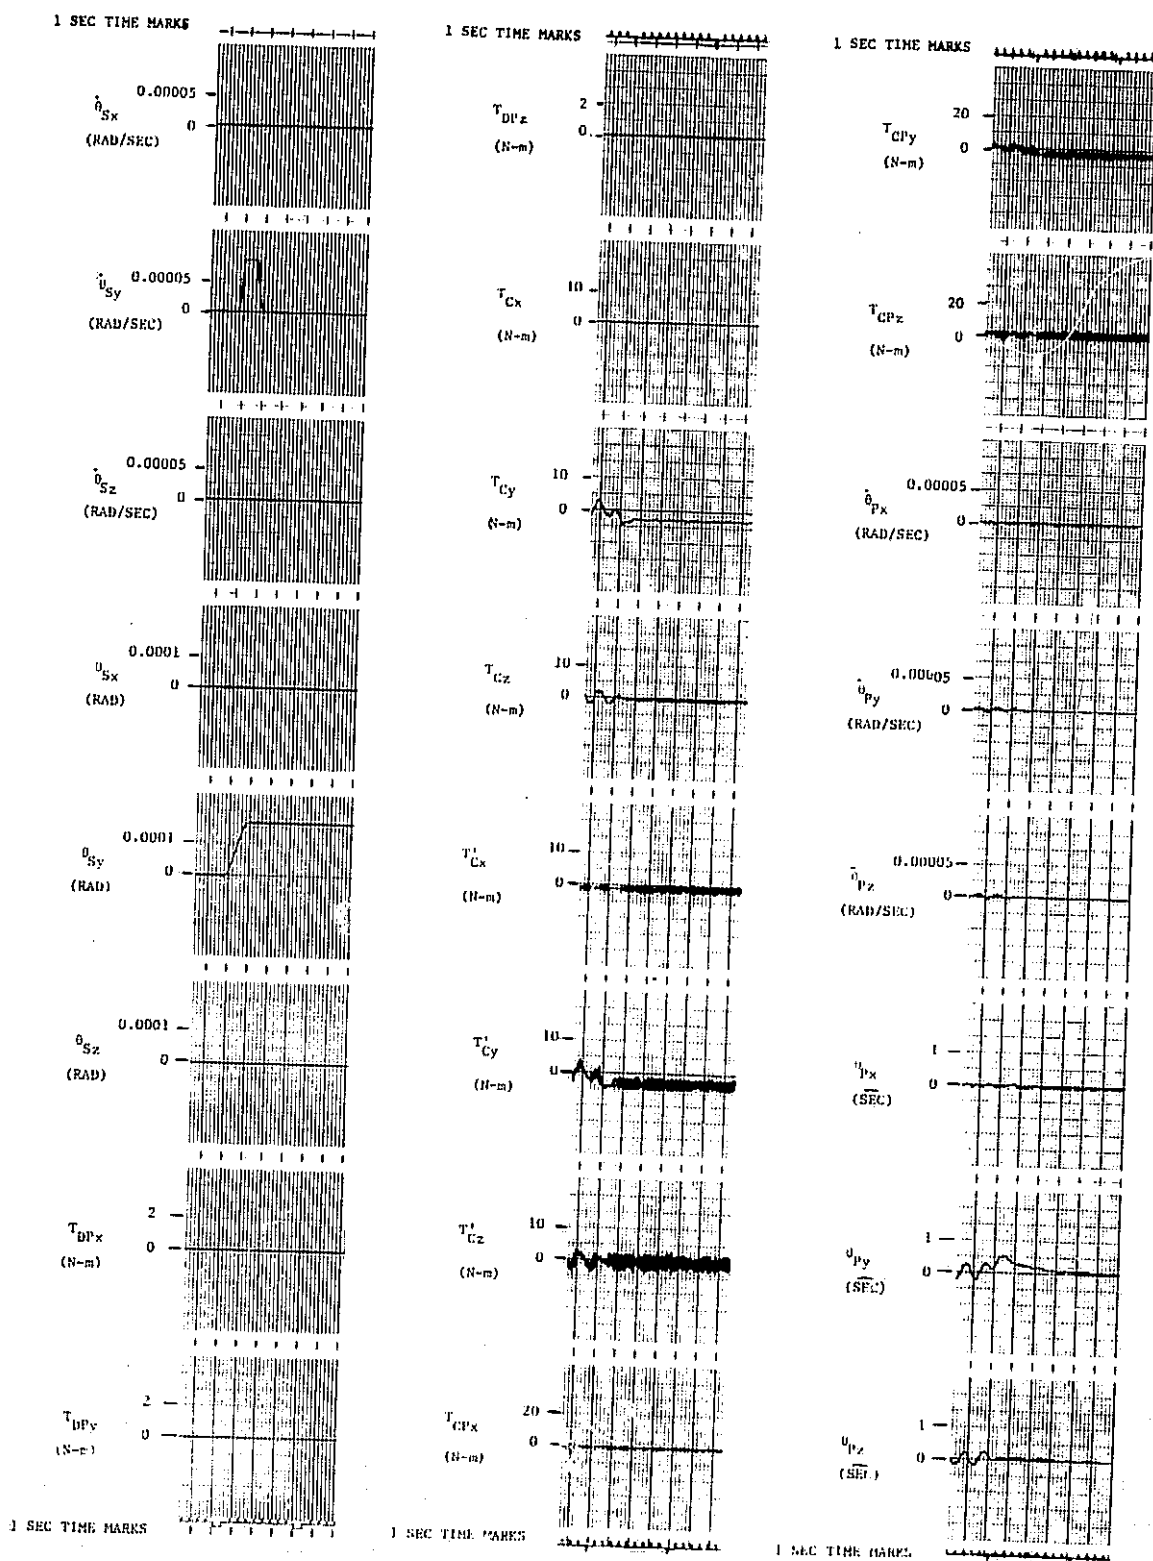 1 SEC TIME MARKS
0.00005
θ̇Sx
0
(RAD/SEC)
0.00005
θ̇Sy
0
(RAD/SEC)
0.00005
θ̇Sz
0
(RAD/SEC)
0.0001
θSx
0
(RAD)
0.0001
θSy
0
(RAD)
0.0001
θSz
0
(RAD)
2
TDPx
0
(N-m)
2
TDPy
0
(N-m)
1 SEC TIME MARKS
1 SEC TIME MARKS
2
TDPz
0
(N-m)
10
TCx
0
(N-m)
10
TCy
0
(N-m)
10
TCz
0
(N-m)
10
T'Cx
0
(N-m)
10
T'Cy
0
(N-m)
10
T'Cz
0
(N-m)
20
TCPx
0
(N-m)
1 SEC TIME MARKS
1 SEC TIME MARKS
20
TCPy
0
(N-m)
20
TCPz
0
(N-m)
0.00005
θ̇Px
0
(RAD/SEC)
0.00005
θ̇Py
0
(RAD/SEC)
0.00005
θ̇Pz
0
(RAD/SEC)
1
θPx
0
(SEC)
1
θPy
0
(SEC)
1
θPz
0
(SEC)
1 SEC TIME MARKS